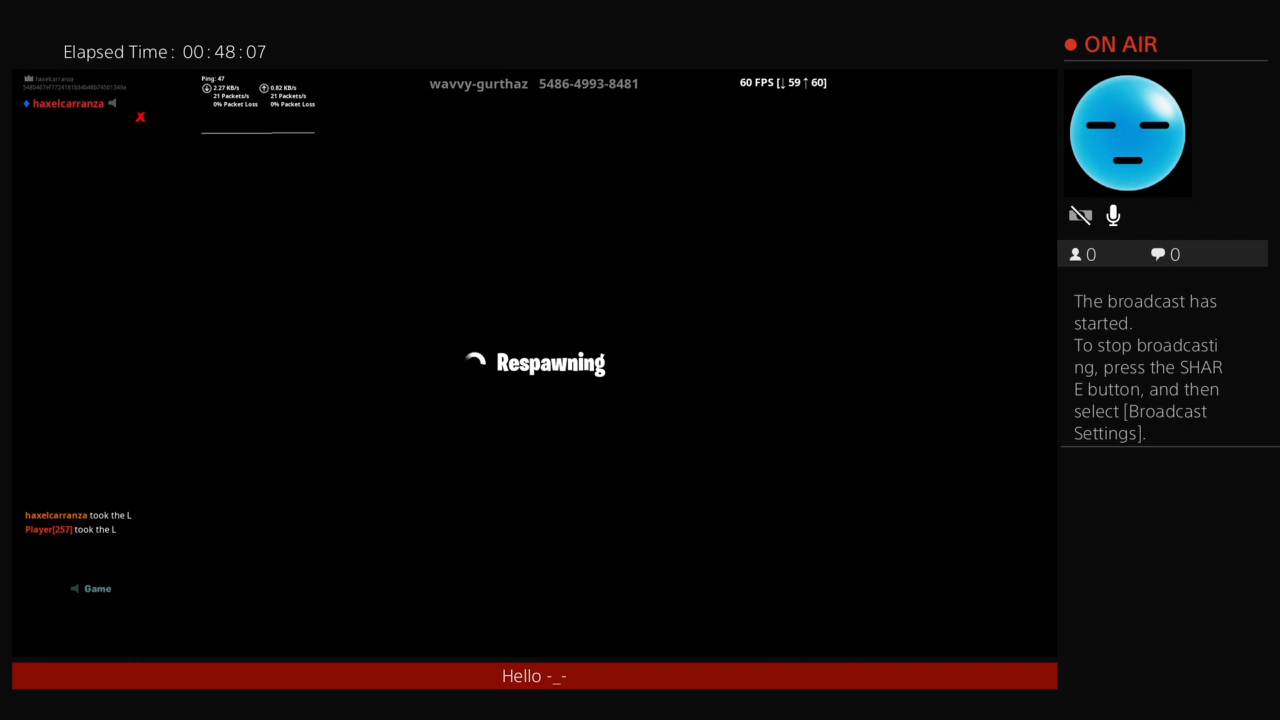 Elapsed Time: 00:48:07
ON AIR
haxelcarranza
haxelcarranza
X
Ping: 47
2.27 KB/s 0.82 KB/s
21 Packets/s 21 Packets/s
0% Packet Loss 0% Packet Loss
wavvy-gurthaz 5486-4993-8481
60 FPS [↓ 59 ↑ 60]
0 0
The broadcast has
started.
To stop broadcasti
ng, press the SHAR
E button, and then
select [Broadcast
Settings].
Respawning
haxelcarranza took the L
Player[257] took the L
Game
Hello -_-